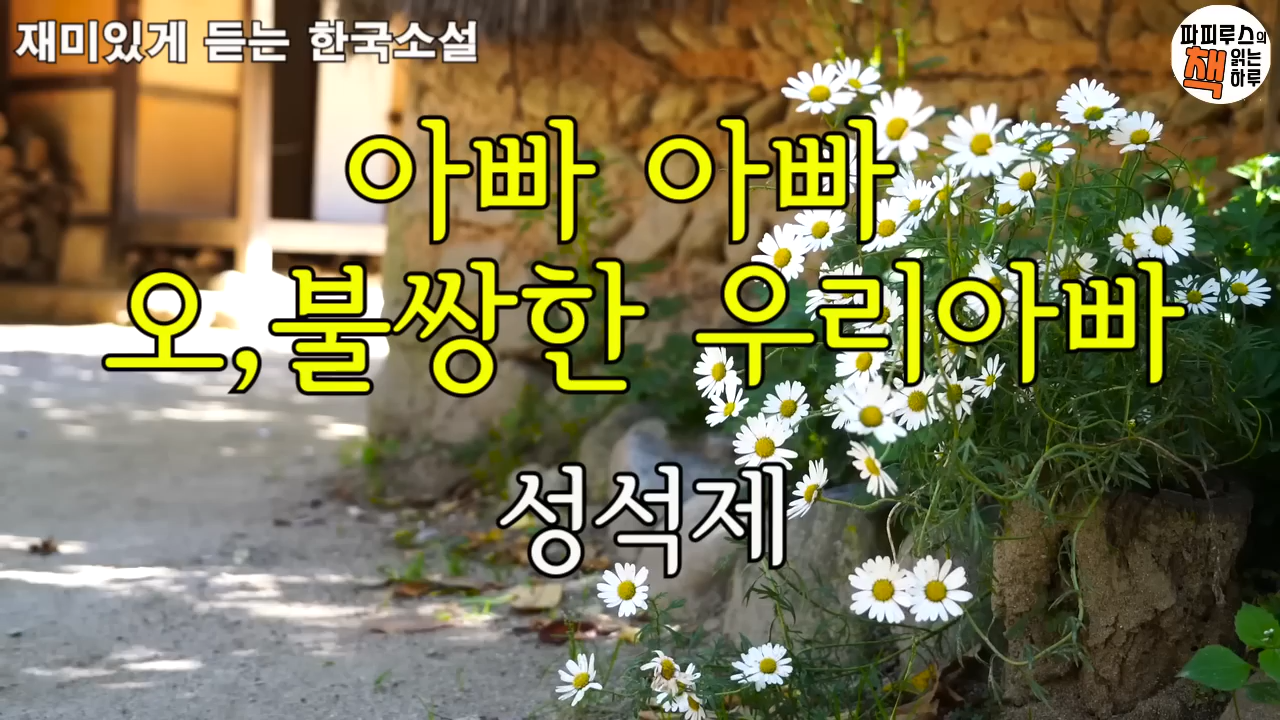 재미있게 듣는 한국소설
파피루스의
책 읽는
하루
아빠 아빠
오,불쌍한 우리아빠
성석제